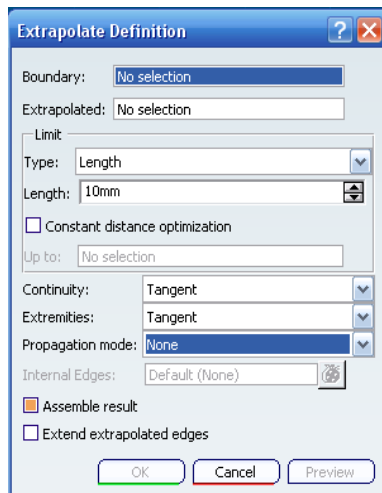 Extrapolate Definition
Boundary: No selection
Extrapolated: No selection
Limit
Type: Length
Length: 10mm
Constant distance optimization
Up to: No selection
Continuity: Tangent
Extremities: Tangent
Propagation mode: None
Internal Edges: Default (None)
Assemble result
Extend extrapolated edges
OK Cancel Preview